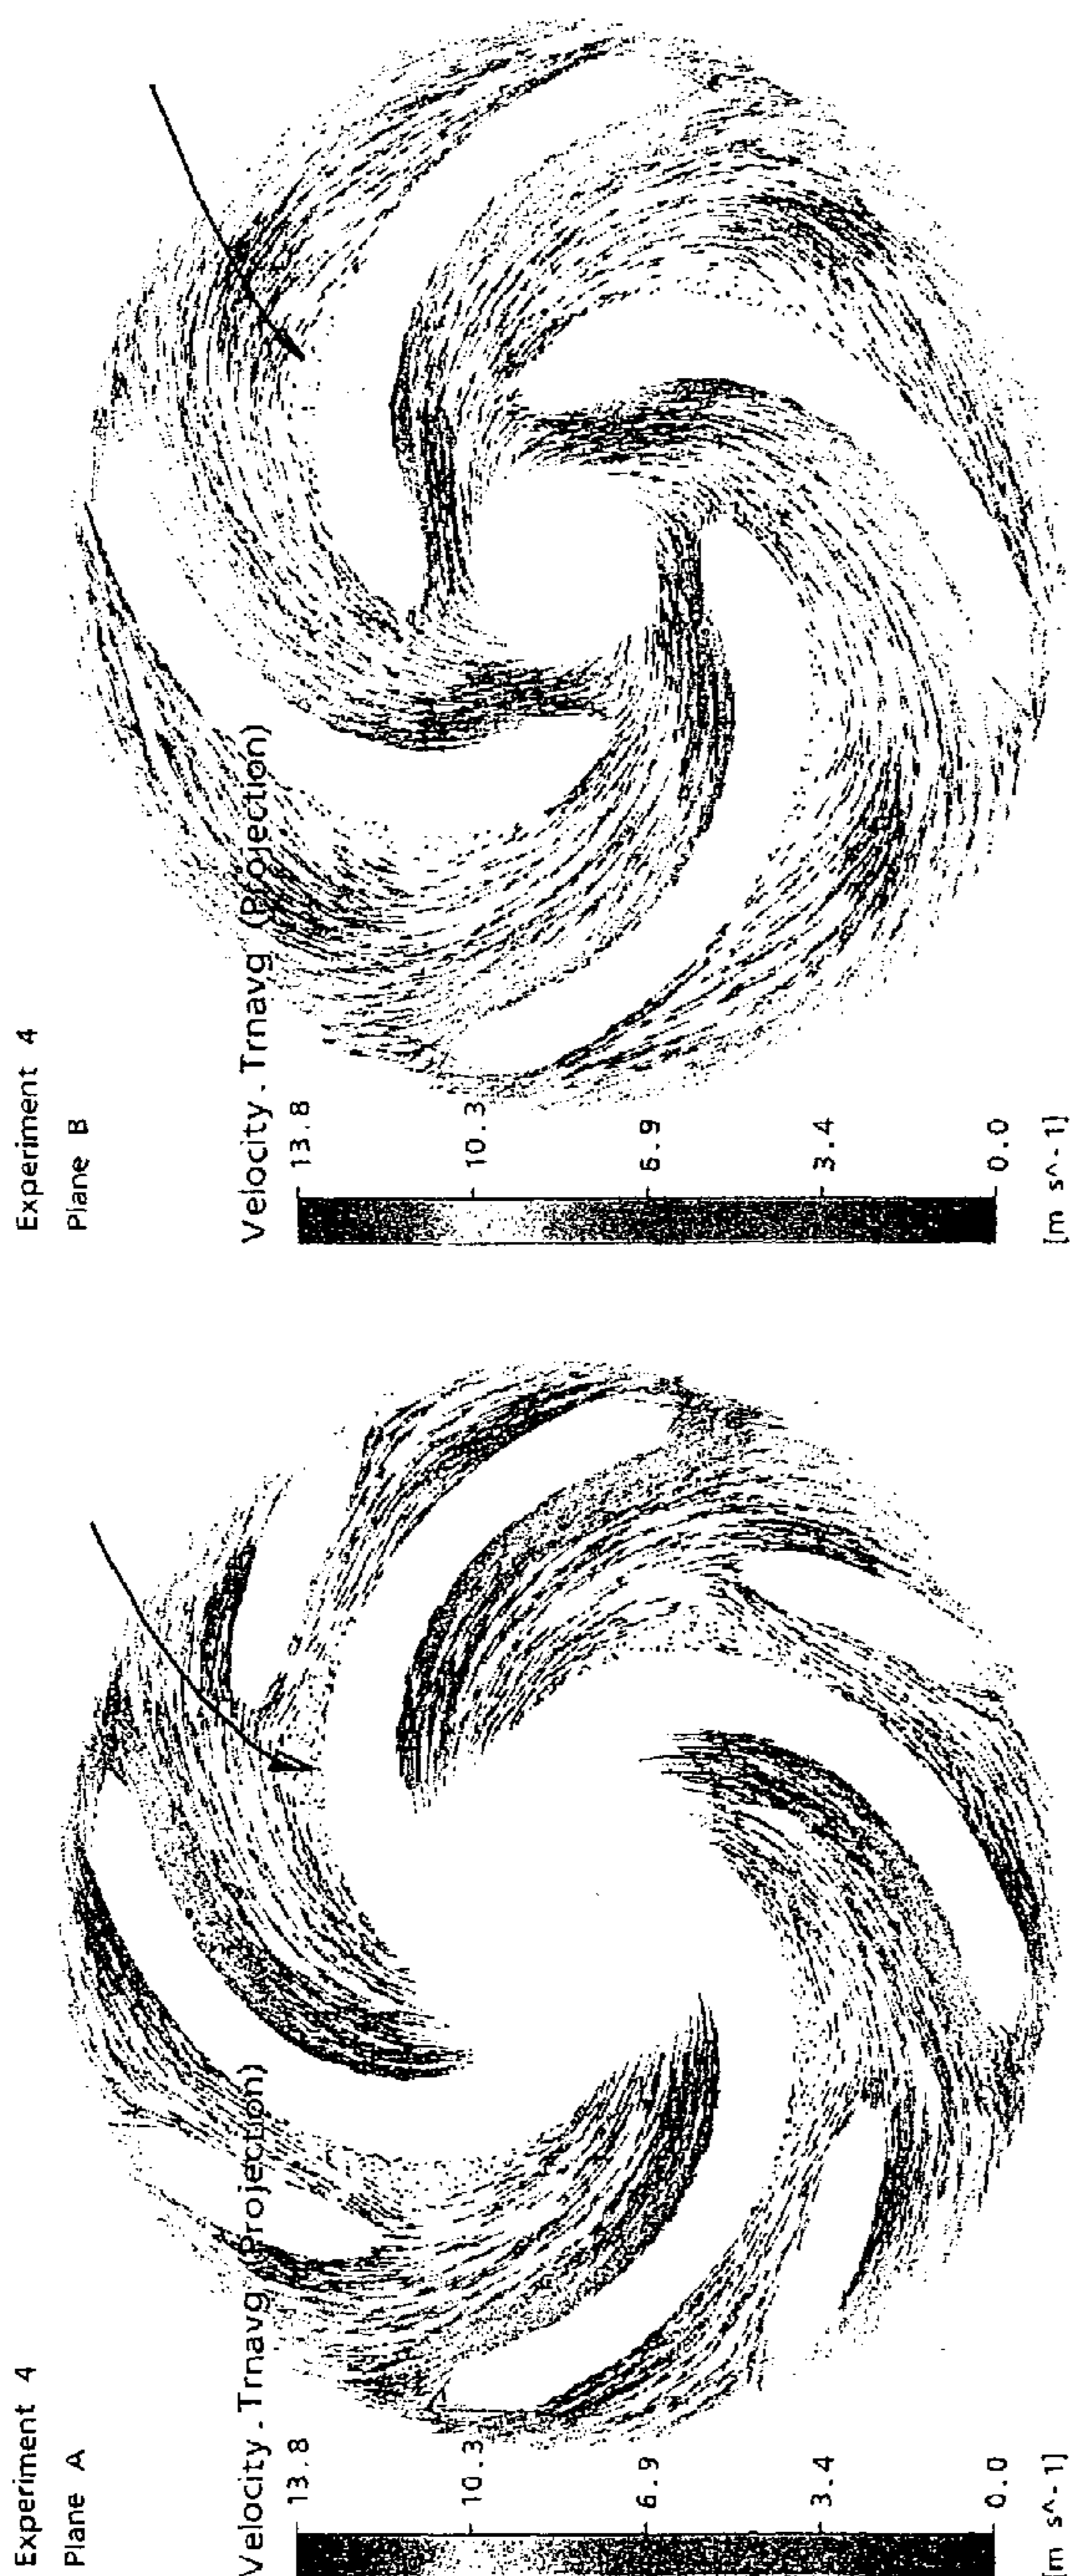 Experiment 4
Plane A
Velocity.Trnavg (Projection)
13.8
10.3
6.9
3.4
0.0
[m s^-1]
Experiment 4
Plane B
Velocity.Trnavg (Projection)
13.8
10.3
6.9
3.4
0.0
[m s^-1]